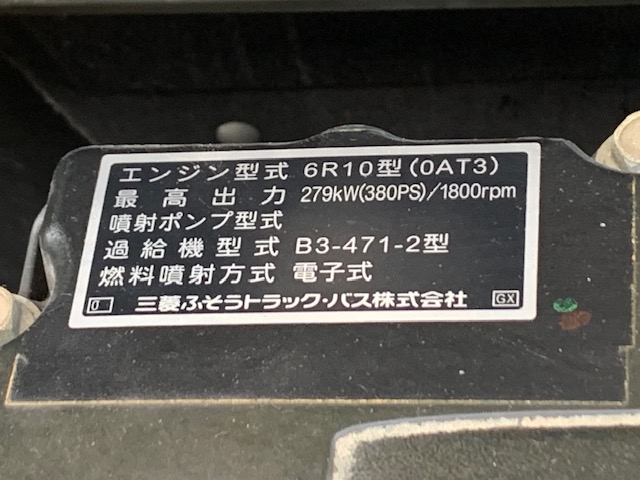 エンジン型式 6R10型(0AT3)
最高出力 279kW(380PS)/1800rpm
噴射ポンプ型式
過給機型式 B3-471-2型
燃料噴射方式 電子式
0 三菱ふそうトラック・バス株式会社 GX